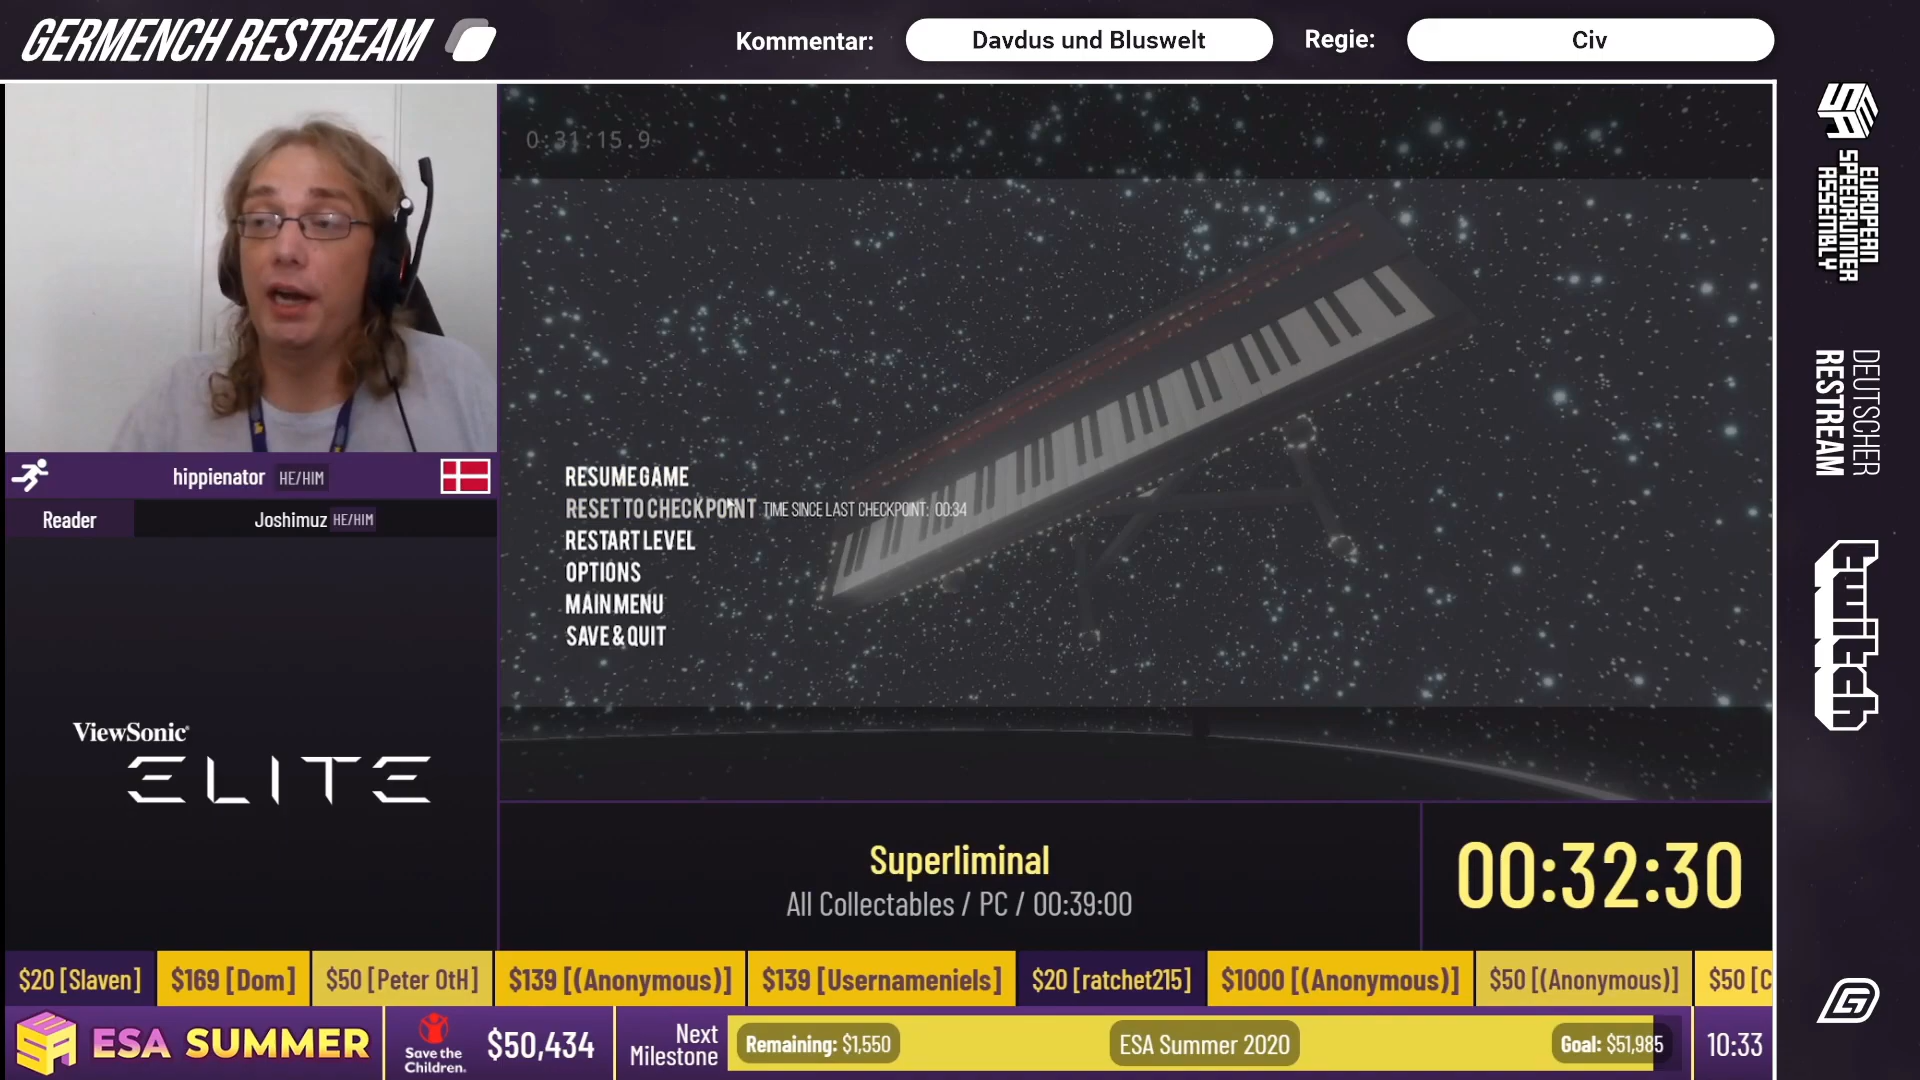 GERMENCH RESTREAM
Kommentar:
Davdus und Bluswelt
Regie:
Civ
0:31:15.9
RESUME GAME
RESET TO CHECKPOINT TIME SINCE LAST CHECKPOINT: 00:34
RESTART LEVEL
OPTIONS
MAIN MENU
SAVE & QUIT
hippienator HE/HIM
Reader
Joshimuz HE/HIM
ViewSonic®
ELITE
Superliminal
All Collectables / PC / 00:39:00
00:32:30
EUROPEAN
SPEEDRUNNER
ASSEMBLY
DEUTSCHER
RESTREAM
twitch
$20 [Slaven]
$169 [Dom]
$50 [Peter OtH]
$139 [(Anonymous)]
$139 [Usernameniels]
$20 [ratchet215]
$1000 [(Anonymous)]
$50 [(Anonymous)]
$50 [C
ESA SUMMER
Save the
Children.
$50,434
Next
Milestone
Remaining: $1,550
ESA Summer 2020
Goal: $51,985
10:33